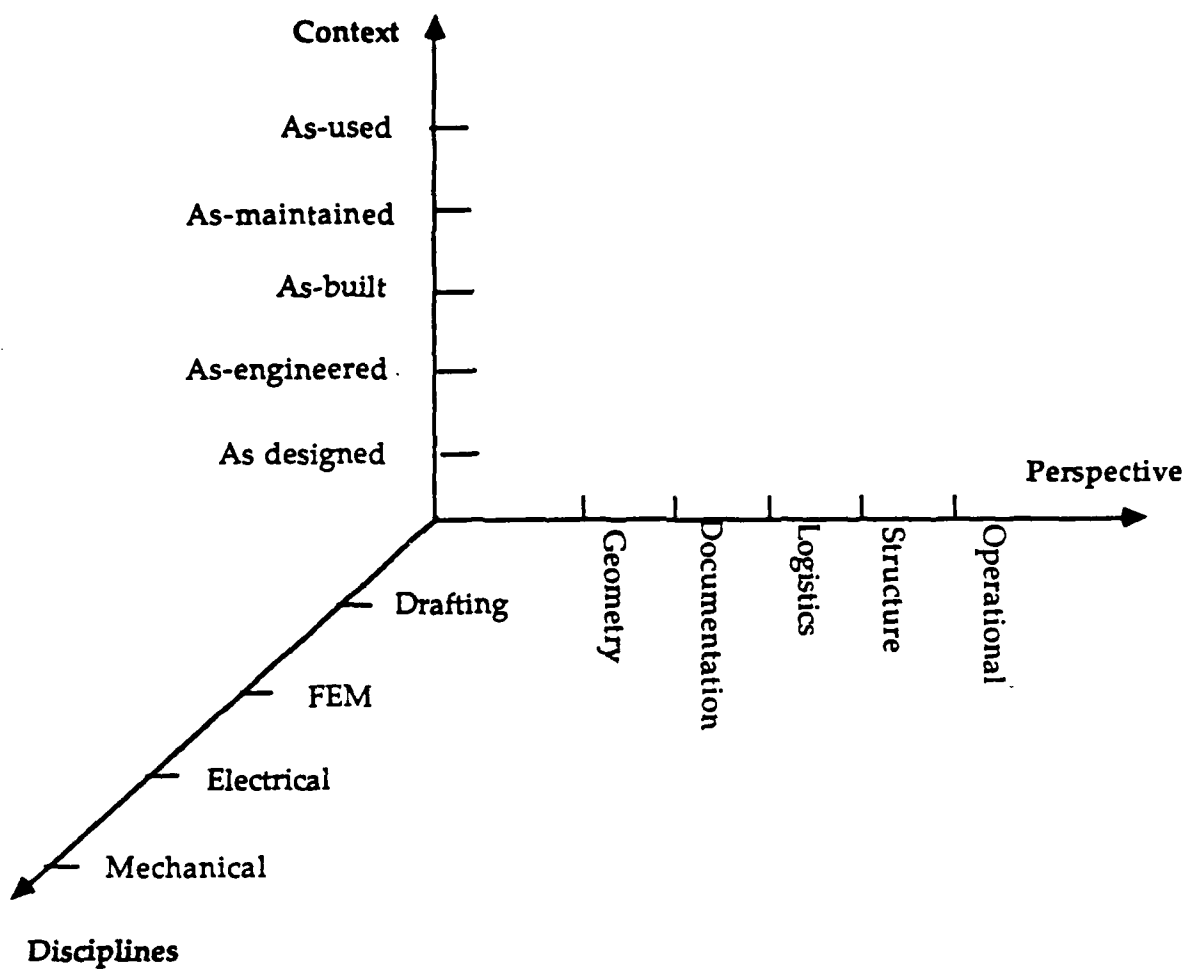 Context
As-used
As-maintained
As-built
As-engineered
As designed
Perspective
Geometry
Documentation
Logistics
Structure
Operational
Drafting
FEM
Electrical
Mechanical
Disciplines